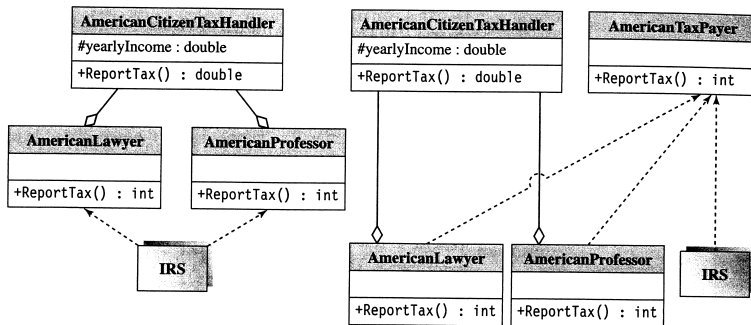 AmericanCitizenTaxHandler
#yearlyIncome : double
+ReportTax() : double
AmericanLawyer
+ReportTax() : int
AmericanProfessor
+ReportTax() : int
IRS
AmericanCitizenTaxHandler
#yearlyIncome : double
+ReportTax() : double
AmericanTaxPayer
+ReportTax() : int
AmericanLawyer
+ReportTax() : int
AmericanProfessor
+ReportTax() : int
IRS